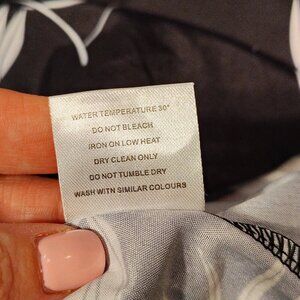 WATER TEMPERATURE 30°
DO NOT BLEACH
IRON ON LOW HEAT
DRY CLEAN ONLY
DO NOT TUMBLE DRY
WASH WITH SIMILAR COLOURS